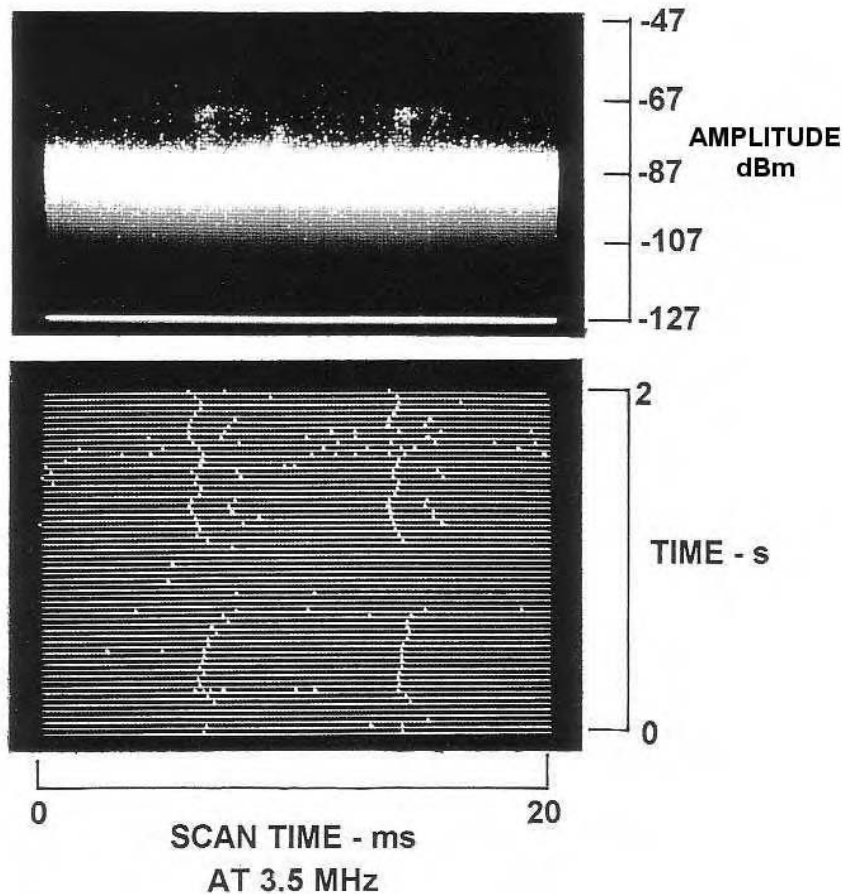 -47
-67
AMPLITUDE
dBm
-87
-107
-127
2
TIME - s
0
0
20
SCAN TIME - ms
AT 3.5 MHz